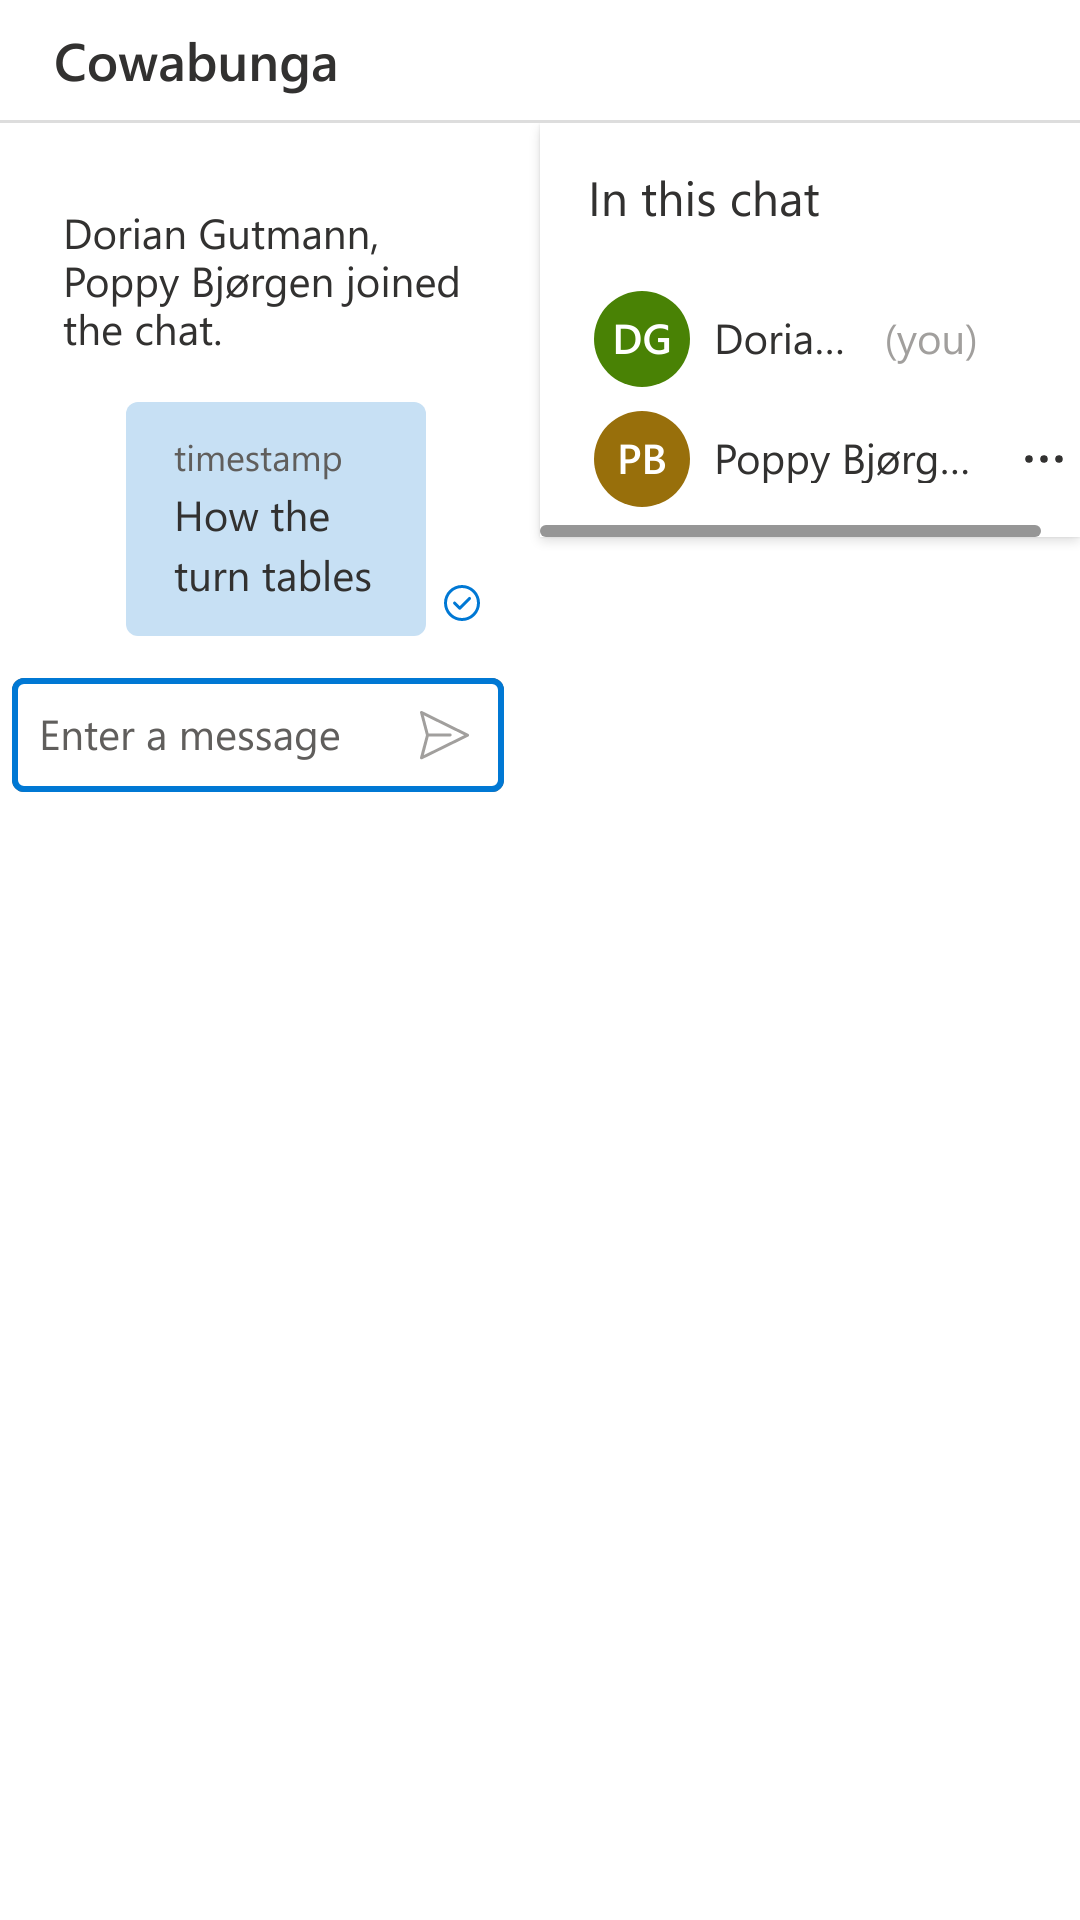 Cowabunga
Dorian Gutmann,
Poppy Bjørgen joined
the chat.
timestamp
How the
turn tables
Enter a message
In this chat
DG Doria... (you)
PB Poppy Bjørg...